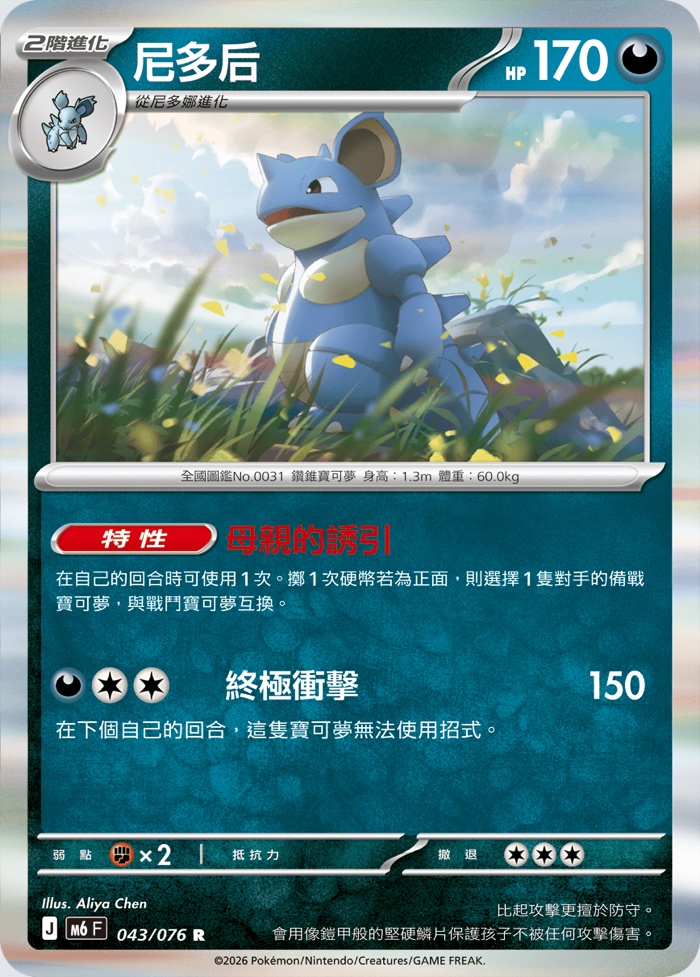 2階進化
尼多后
HP 170
從尼多娜進化
全國圖鑑No.0031 鑽錐寶可夢 身高：1.3m 體重：60.0kg
特性 母親的誘引
在自己的回合時可使用1次。擲1次硬幣若為正面，則選擇1隻對手的備戰
寶可夢，與戰鬥寶可夢互換。
終極衝擊 150
在下個自己的回合，這隻寶可夢無法使用招式。
弱點 ×2 抵抗力 撤退
Illus. Aliya Chen
比起攻擊更擅於防守。
J M6 F 043/076 R
會用像鎧甲般的堅硬鱗片保護孩子不被任何攻擊傷害。
©2026 Pokémon/Nintendo/Creatures/GAME FREAK.